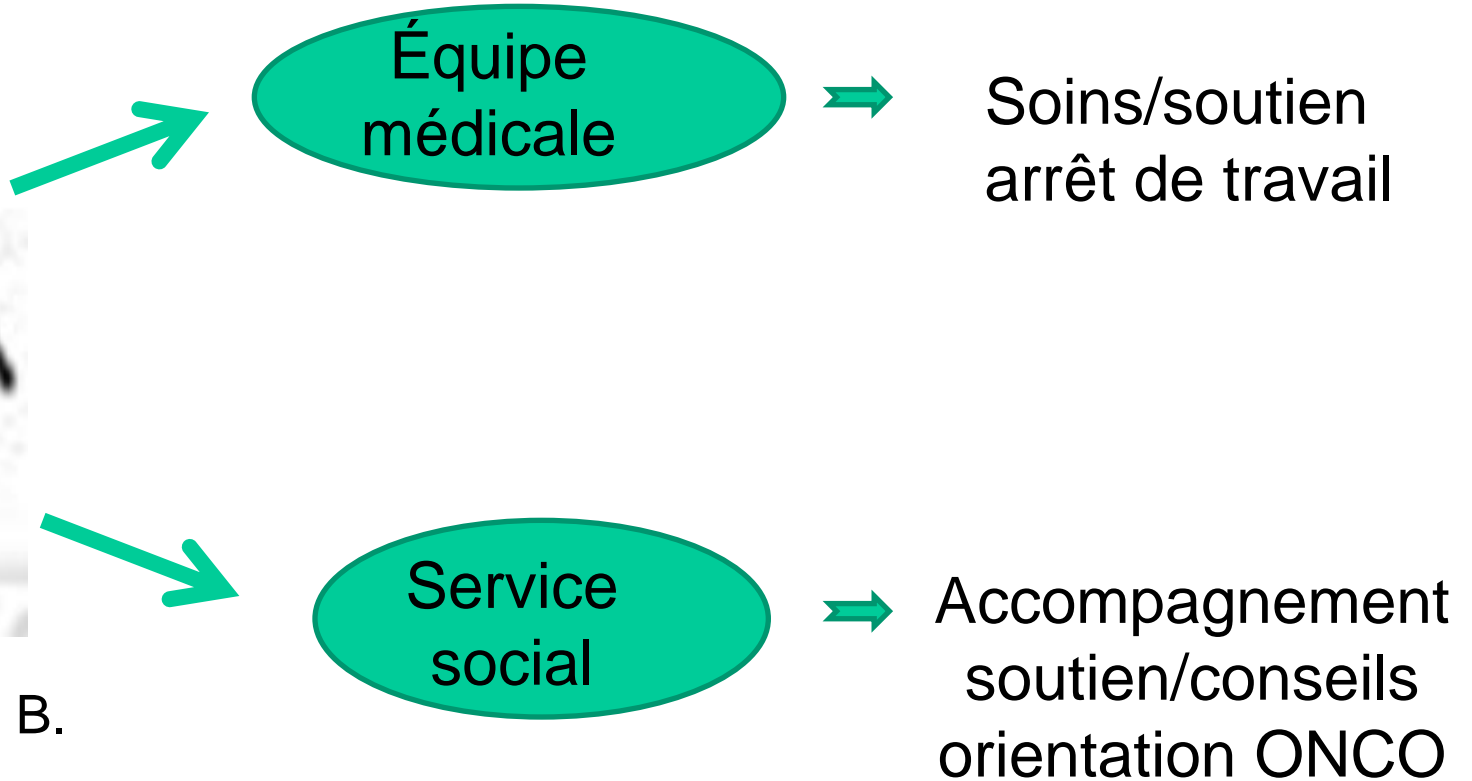 Équipe
médicale
Soins/soutien
arrêt de travail
Service
social
Accompagnement
soutien/conseils
orientation ONCO
B.